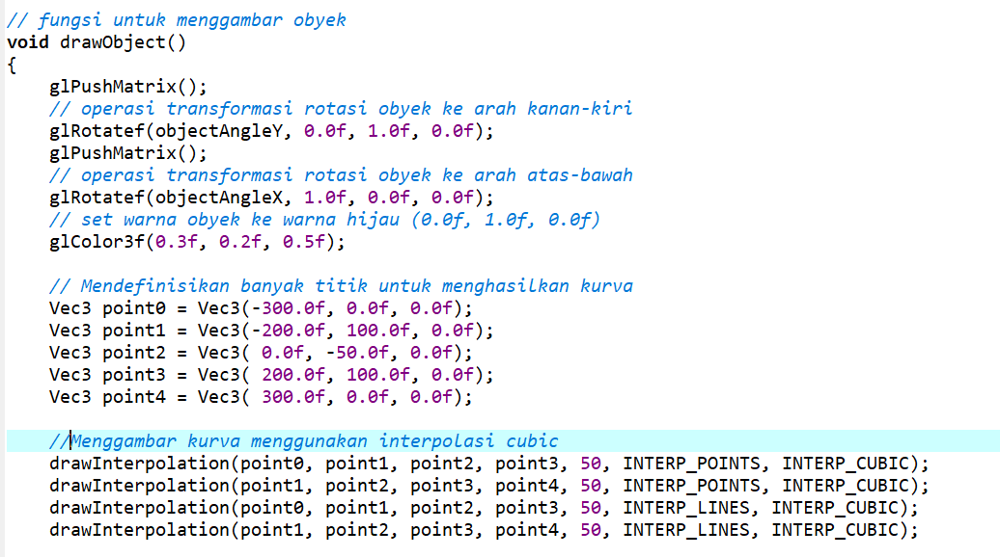 // fungsi untuk menggambar obyek
void drawObject()
{
    glPushMatrix();
    // operasi transformasi rotasi obyek ke arah kanan-kiri
    glRotatef(objectAngleY, 0.0f, 1.0f, 0.0f);
    glPushMatrix();
    // operasi transformasi rotasi obyek ke arah atas-bawah
    glRotatef(objectAngleX, 1.0f, 0.0f, 0.0f);
    // set warna obyek ke warna hijau (0.0f, 1.0f, 0.0f)
    glColor3f(0.3f, 0.2f, 0.5f);

    // Mendefinisikan banyak titik untuk menghasilkan kurva
    Vec3 point0 = Vec3(-300.0f, 0.0f, 0.0f);
    Vec3 point1 = Vec3(-200.0f, 100.0f, 0.0f);
    Vec3 point2 = Vec3( 0.0f, -50.0f, 0.0f);
    Vec3 point3 = Vec3( 200.0f, 100.0f, 0.0f);
    Vec3 point4 = Vec3( 300.0f, 0.0f, 0.0f);

    //Menggambar kurva menggunakan interpolasi cubic
    drawInterpolation(point0, point1, point2, point3, 50, INTERP_POINTS, INTERP_CUBIC);
    drawInterpolation(point1, point2, point3, point4, 50, INTERP_POINTS, INTERP_CUBIC);
    drawInterpolation(point0, point1, point2, point3, 50, INTERP_LINES, INTERP_CUBIC);
    drawInterpolation(point1, point2, point3, point4, 50, INTERP_LINES, INTERP_CUBIC);